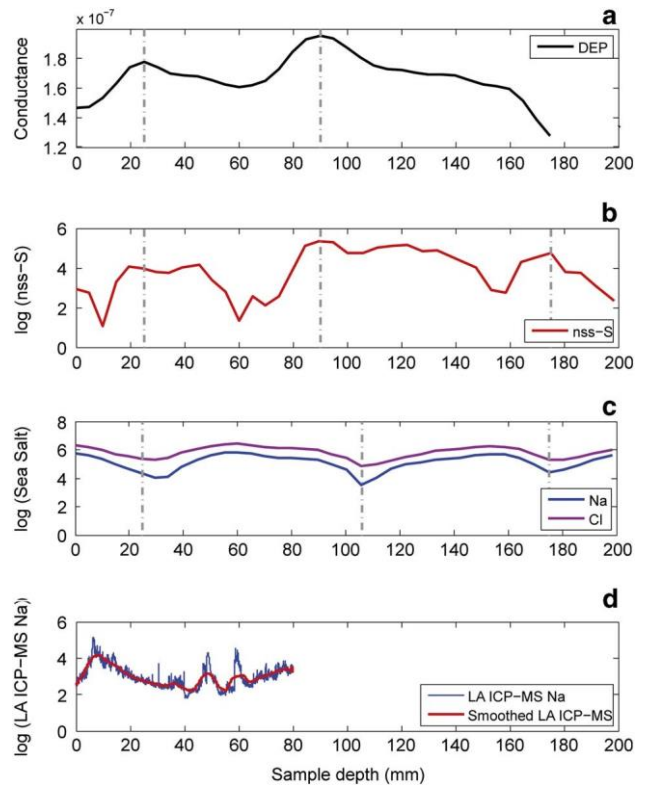 x 10⁻⁷
a
Conductance
1.8
1.6
1.4
1.2
DEP
0 20 40 60 80 100 120 140 160 180 200
b
log (nss−S)
6
4
2
0
nss−S
0 20 40 60 80 100 120 140 160 180 200
c
log (Sea Salt)
8
6
4
2
0
Na
Cl
0 20 40 60 80 100 120 140 160 180 200
d
log (LA ICP−MS Na)
6
4
2
0
LA ICP−MS Na
Smoothed LA ICP−MS
0 20 40 60 80 100 120 140 160 180 200
Sample depth (mm)